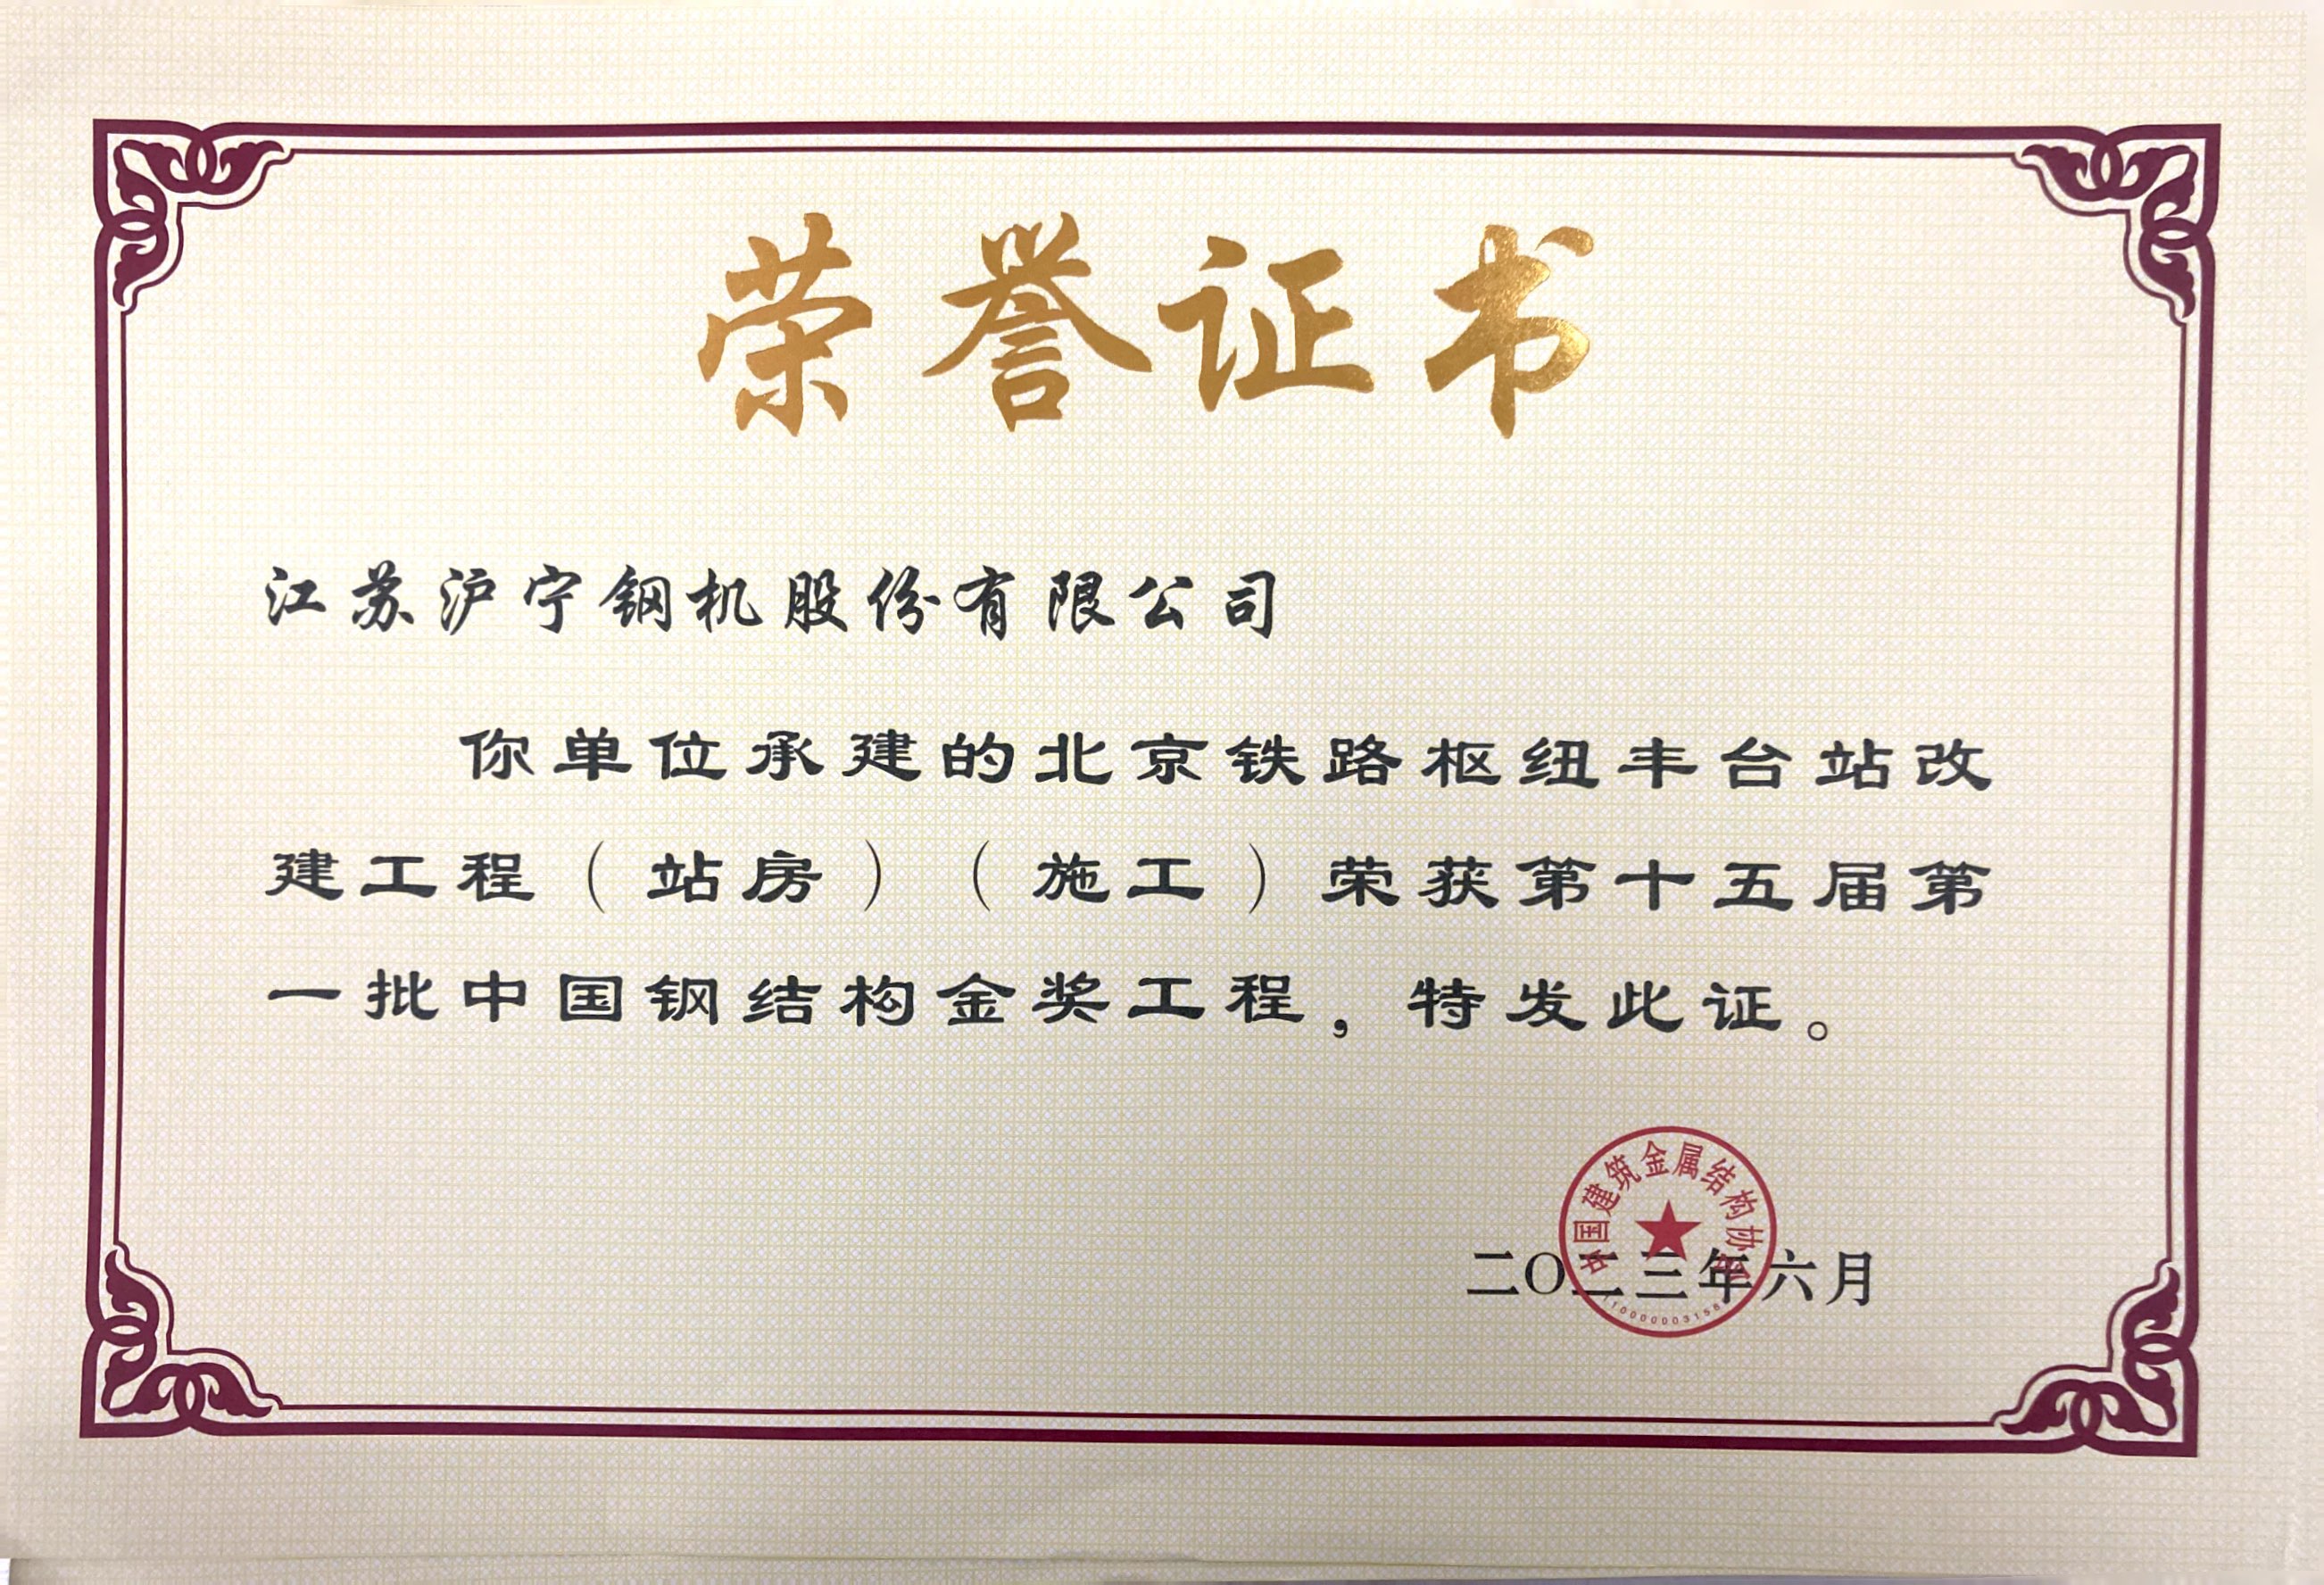 荣誉证书
江苏沪宁钢机股份有限公司
你单位承建的北京铁路枢纽丰台站改
建工程（站房）（施工）荣获第十五届第
一批中国钢结构金奖工程，特发此证。
中国建筑金属结构协
二〇二三年六月